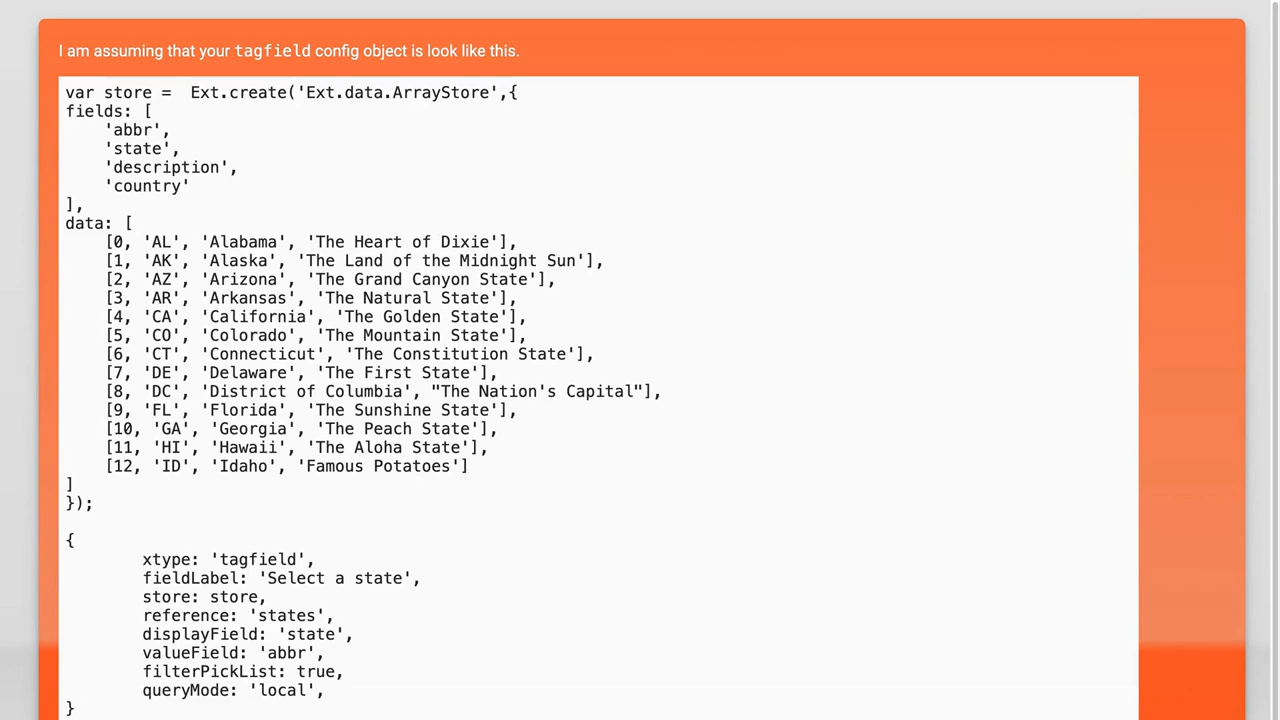 I am assuming that your tagfield config object is look like this.
var store =  Ext.create('Ext.data.ArrayStore',{
fields: [
    'abbr',
    'state',
    'description',
    'country'
],
data: [
    [0, 'AL', 'Alabama', 'The Heart of Dixie'],
    [1, 'AK', 'Alaska', 'The Land of the Midnight Sun'],
    [2, 'AZ', 'Arizona', 'The Grand Canyon State'],
    [3, 'AR', 'Arkansas', 'The Natural State'],
    [4, 'CA', 'California', 'The Golden State'],
    [5, 'CO', 'Colorado', 'The Mountain State'],
    [6, 'CT', 'Connecticut', 'The Constitution State'],
    [7, 'DE', 'Delaware', 'The First State'],
    [8, 'DC', 'District of Columbia', "The Nation's Capital"],
    [9, 'FL', 'Florida', 'The Sunshine State'],
    [10, 'GA', 'Georgia', 'The Peach State'],
    [11, 'HI', 'Hawaii', 'The Aloha State'],
    [12, 'ID', 'Idaho', 'Famous Potatoes']
]
});

{
        xtype: 'tagfield',
        fieldLabel: 'Select a state',
        store: store,
        reference: 'states',
        displayField: 'state',
        valueField: 'abbr',
        filterPickList: true,
        queryMode: 'local',
}